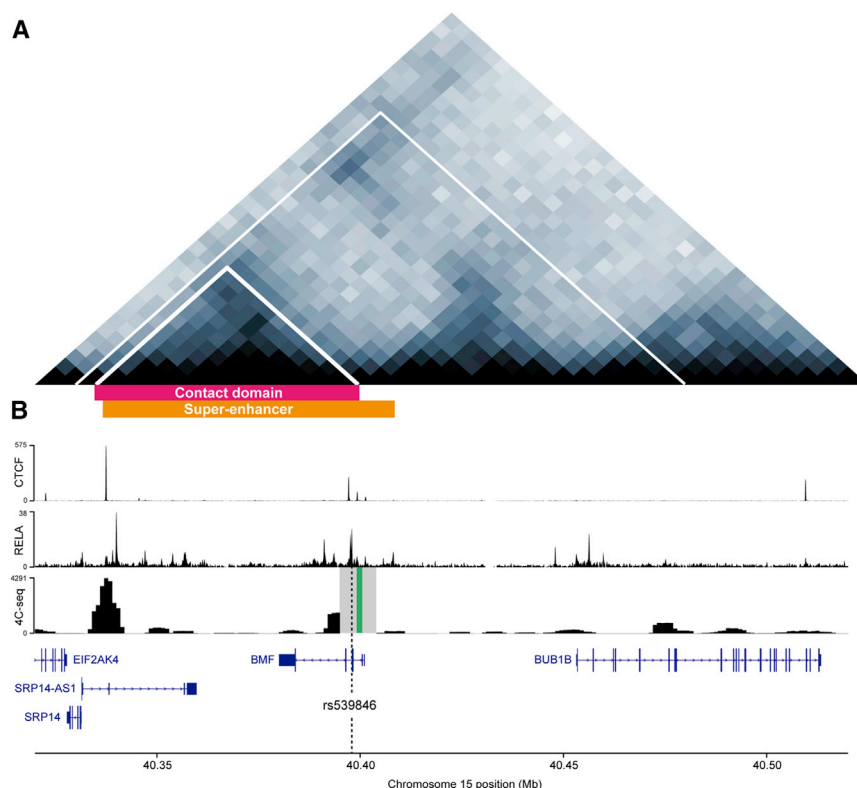 A
Contact domain
Super-enhancer
B
575
CTCF
0
38
RELA
0
4291
4C-seq
0
EIF2AK4
BMF
BUB1B
SRP14-AS1
rs539846
SRP14
40.35
40.40
40.45
40.50
Chromosome 15 position (Mb)